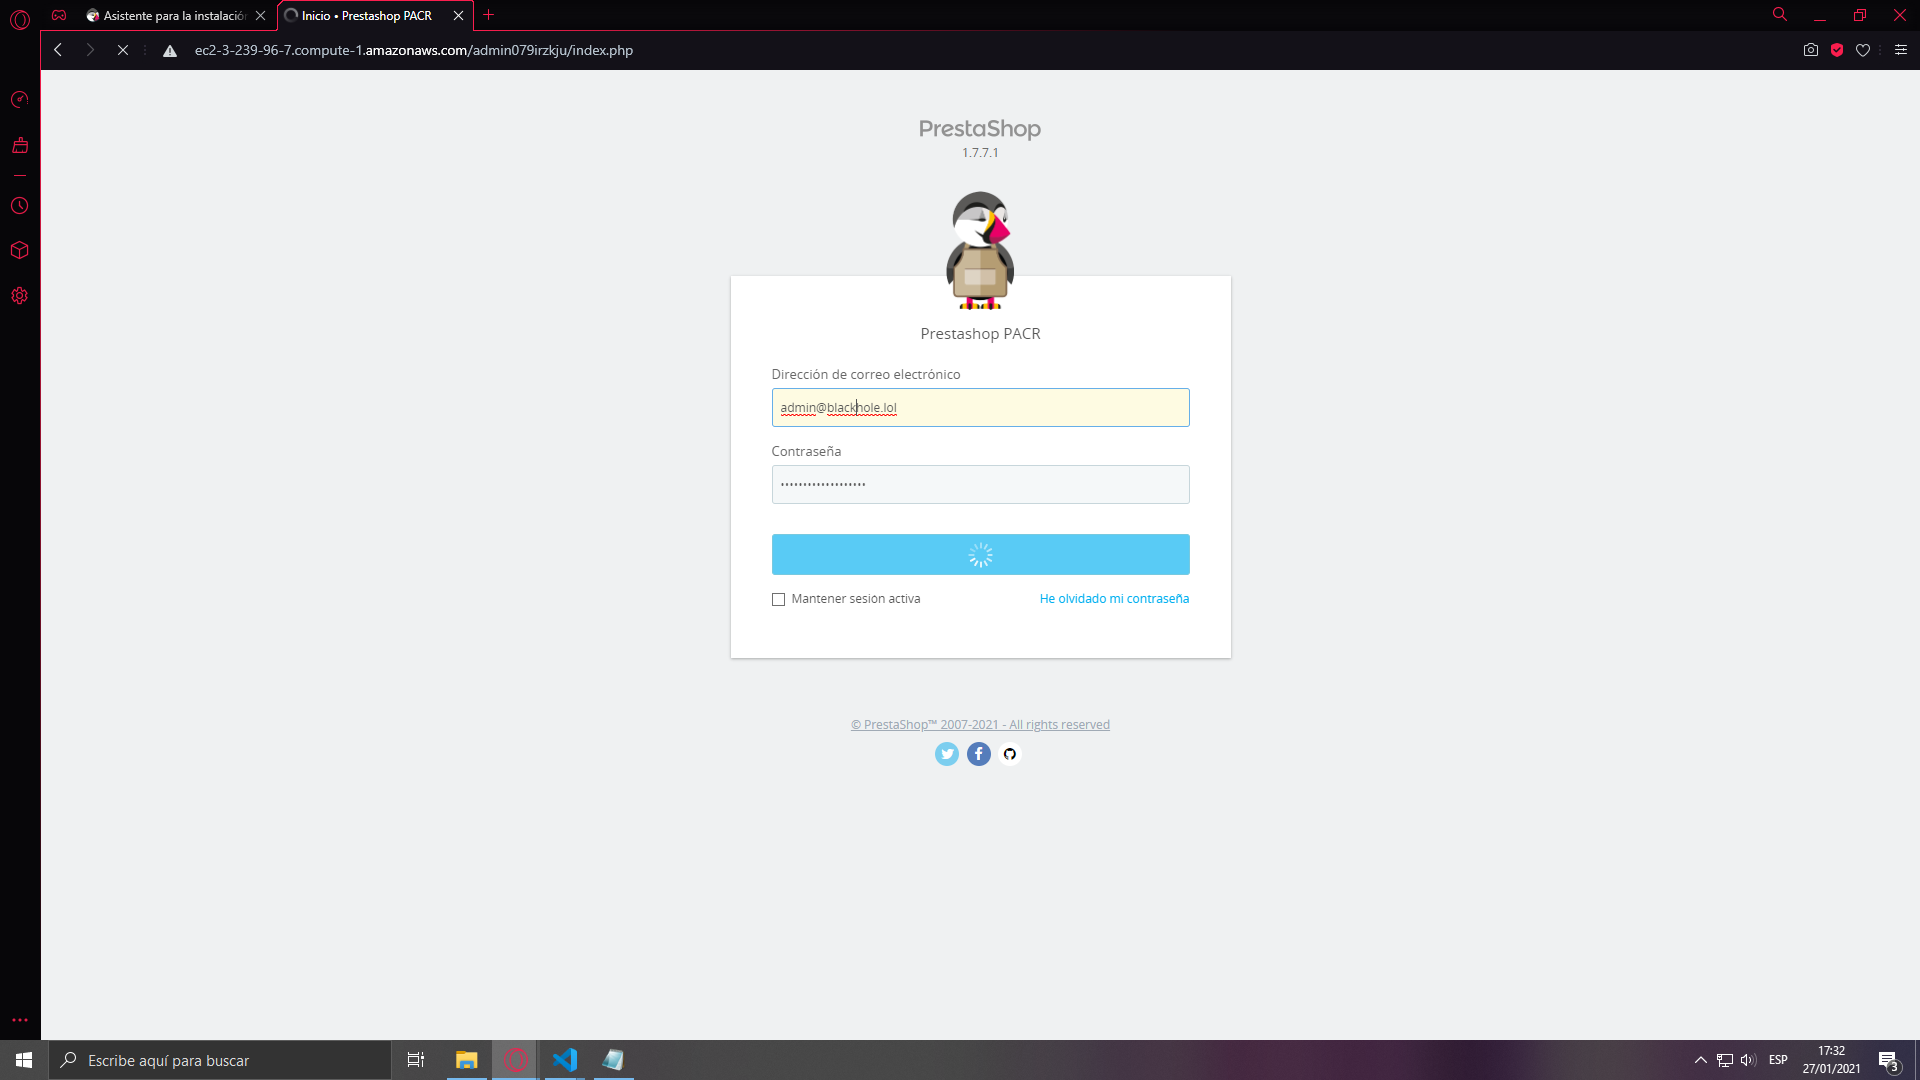 Asistente para la instalación
Inicio • Prestashop PACR
ec2-3-239-96-7.compute-1.amazonaws.com/admin079irzkju/index.php
PrestaShop
1.7.7.1
Prestashop PACR
Dirección de correo electrónico
admin@blackhole.lol
Contraseña
Mantener sesión activa
He olvidado mi contraseña
© PrestaShop™ 2007-2021 - All rights reserved
Escribe aquí para buscar
ESP
17:32
27/01/2021
3